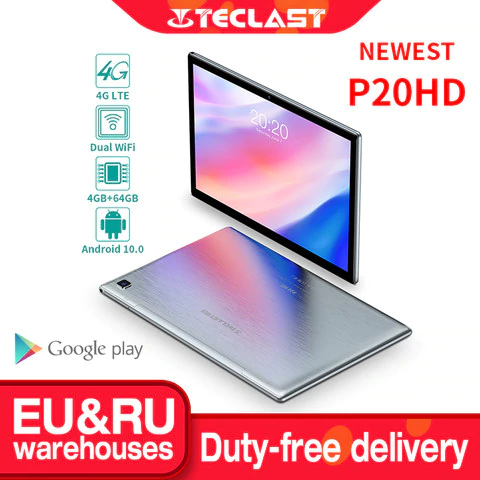 TECLAST
NEWEST
P20HD
4G
4G LTE
Dual WiFi
4GB+64GB
Android 10.0
20:20
TECLAST
Google play
EU&RU
warehouses
Duty-free delivery